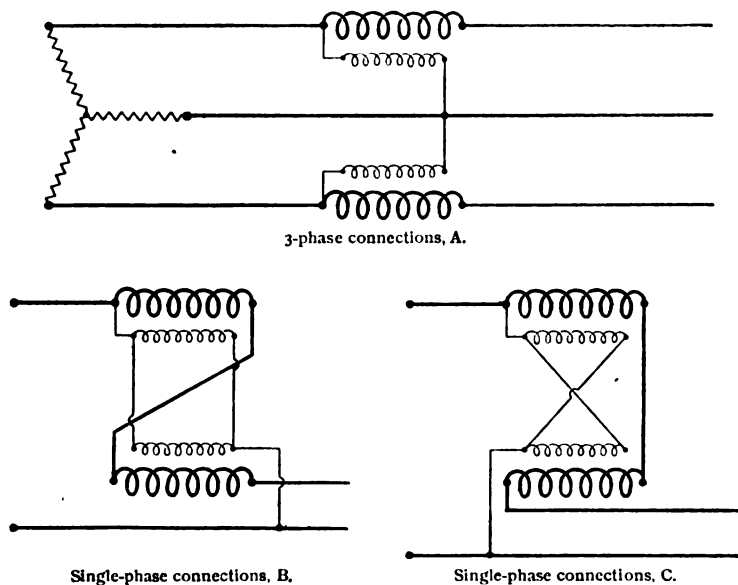 3-phase connections, A.
Single-phase connections, B.
Single-phase connections, C.